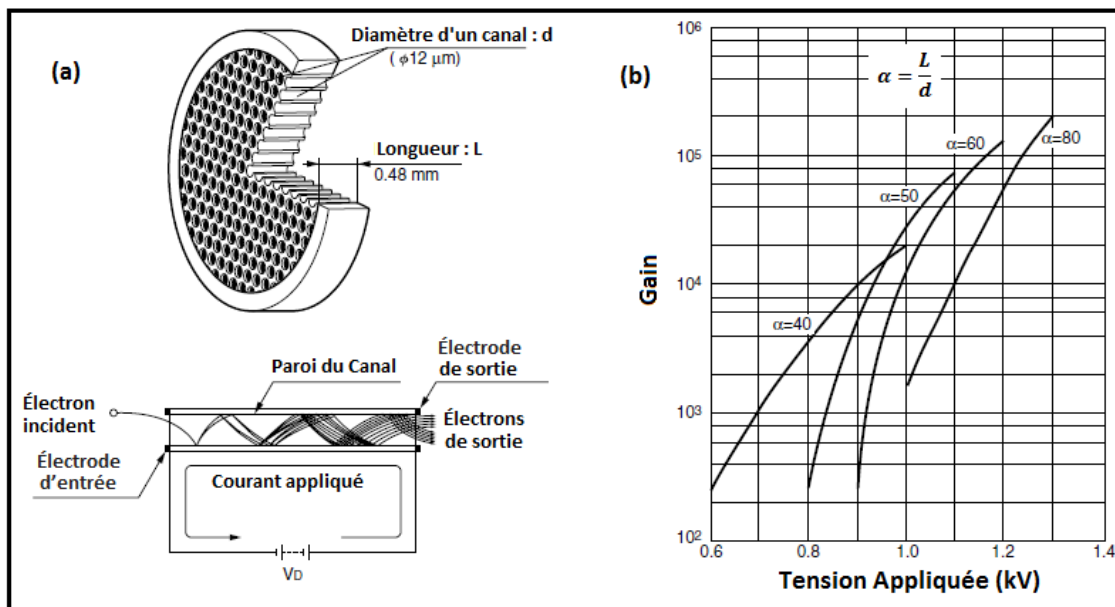 (a)
Diamètre d'un canal : d
( ϕ12 µm)
Longueur : L
0.48 mm
Paroi du Canal
Électrode
de sortie
Électron
incident
Électrons
de sortie
Électrode
d'entrée
Courant appliqué
VD
(b)
α = L/d
10⁶
10⁵
10⁴
10³
10²
Gain
α=40
α=50
α=60
α=80
0.6
0.8
1.0
1.2
1.4
Tension Appliquée (kV)